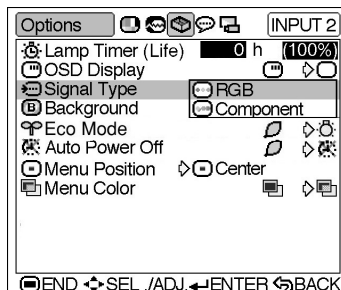 Options INPUT 2
Lamp Timer (Life) 0 h (100%)
OSD Display
Signal Type RGB
B Background Component
Eco Mode
Auto Power Off
Menu Position Center
Menu Color
END SEL./ADJ. ENTER BACK